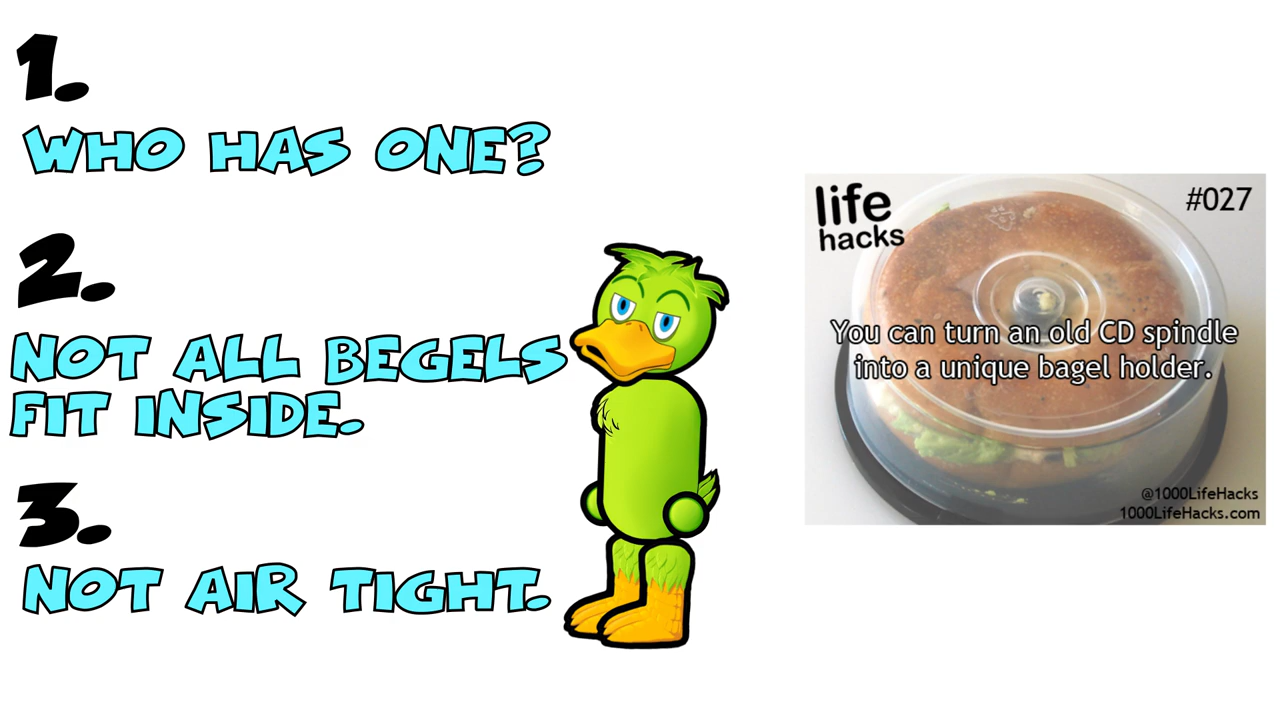 1.
WHO HAS ONE?
2.
NOT ALL BEGELS
FIT INSIDE.
3.
NOT AIR TIGHT.
life
hacks
#027
You can turn an old CD spindle
into a unique bagel holder.
@1000LifeHacks
1000LifeHacks.com